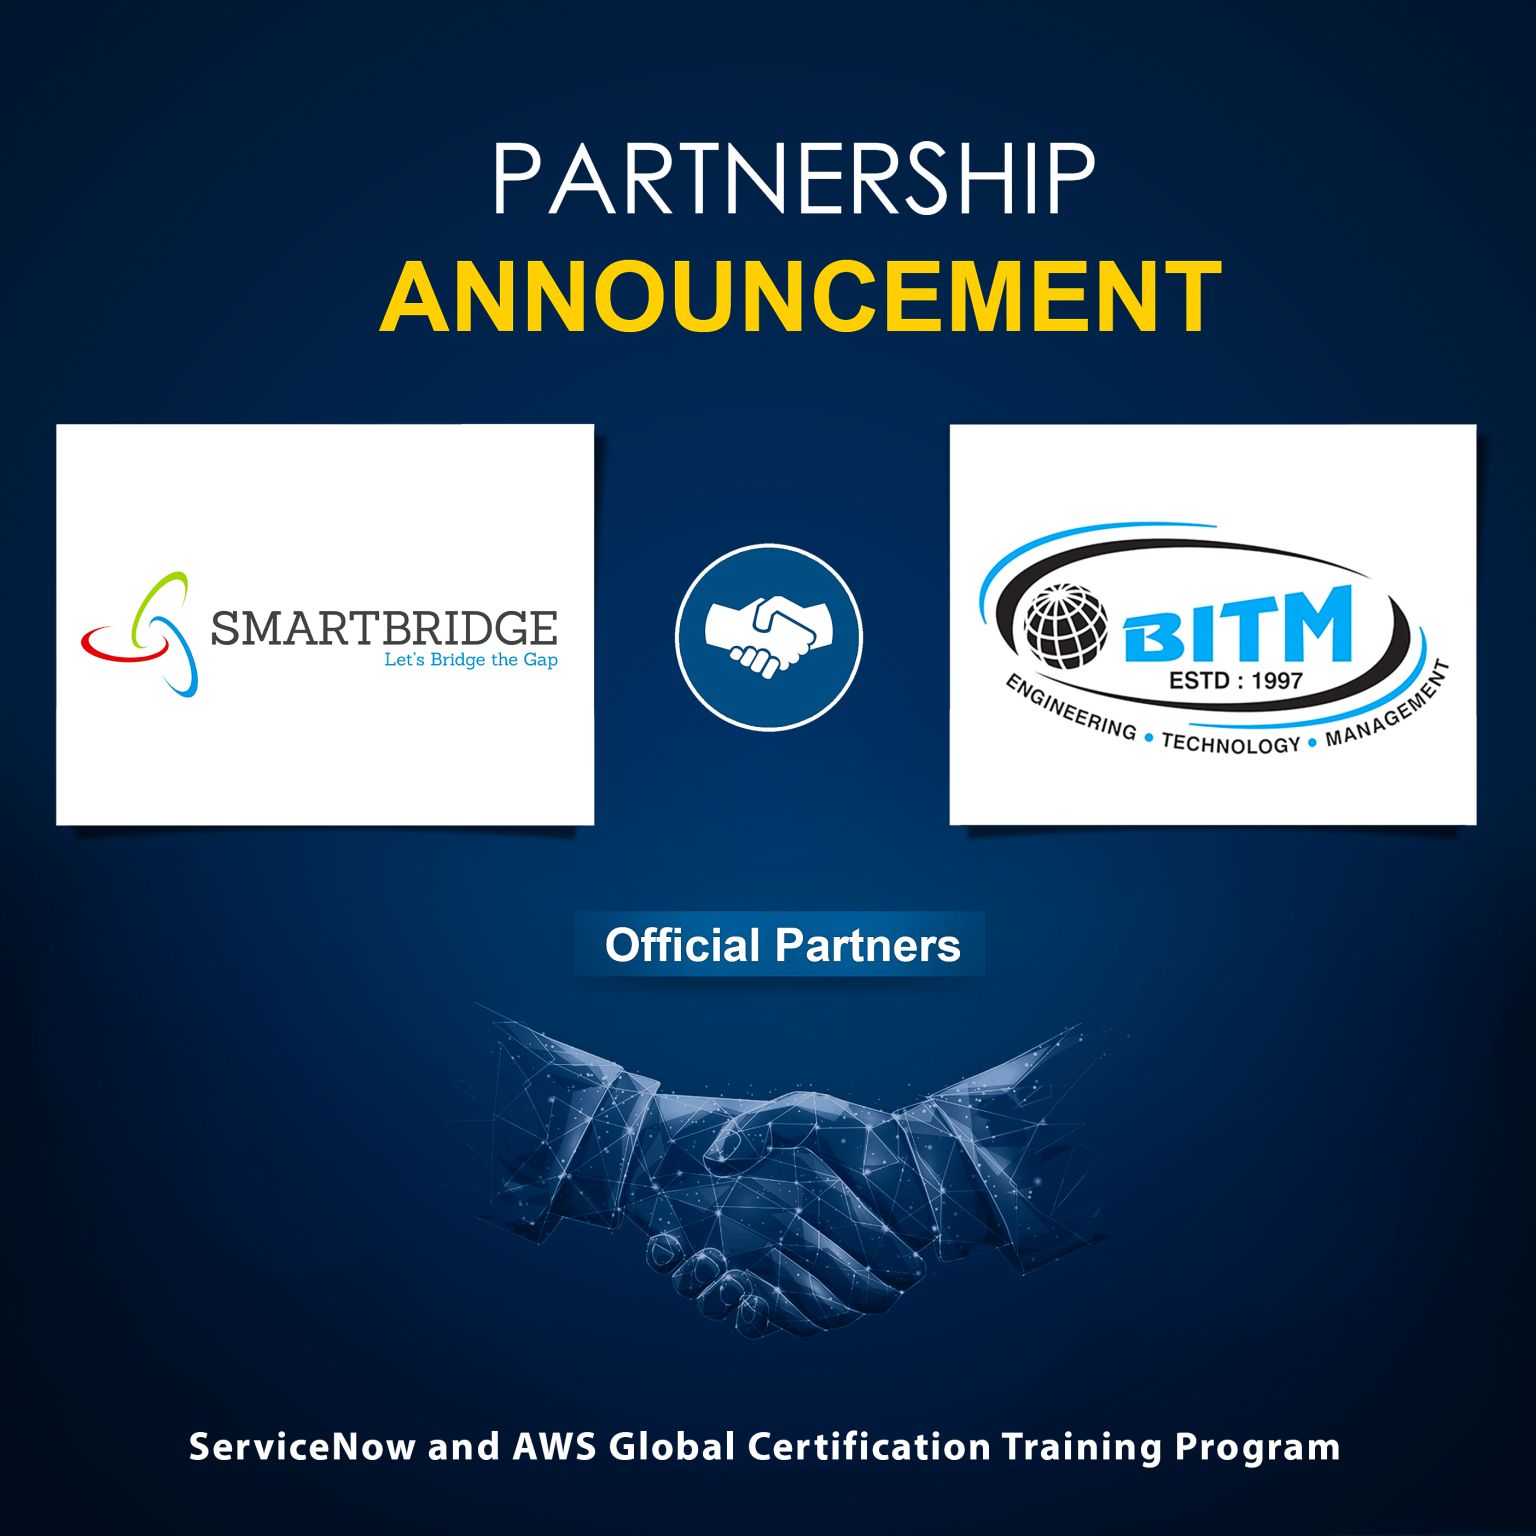 PARTNERSHIP
ANNOUNCEMENT
SMARTBRIDGE
Let's Bridge the Gap
BITM
ESTD : 1997
ENGINEERING • TECHNOLOGY • MANAGEMENT
Official Partners
ServiceNow and AWS Global Certification Training Program